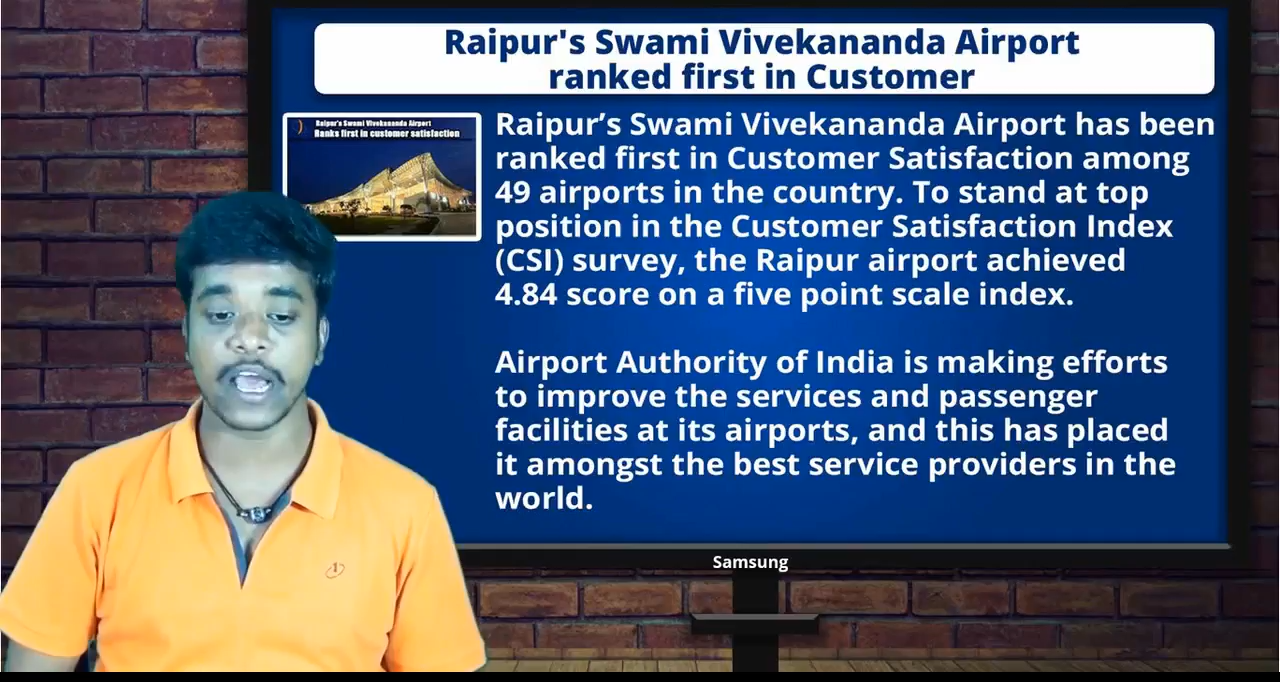 Raipur's Swami Vivekananda Airport
ranked first in Customer
Raipur's Swami Vivekananda Airport
Ranks first in customer satisfaction
Raipur’s Swami Vivekananda Airport has been
ranked first in Customer Satisfaction among
49 airports in the country. To stand at top
position in the Customer Satisfaction Index
(CSI) survey, the Raipur airport achieved
4.84 score on a five point scale index.
Airport Authority of India is making efforts
to improve the services and passenger
facilities at its airports, and this has placed
it amongst the best service providers in the
world.
Samsung